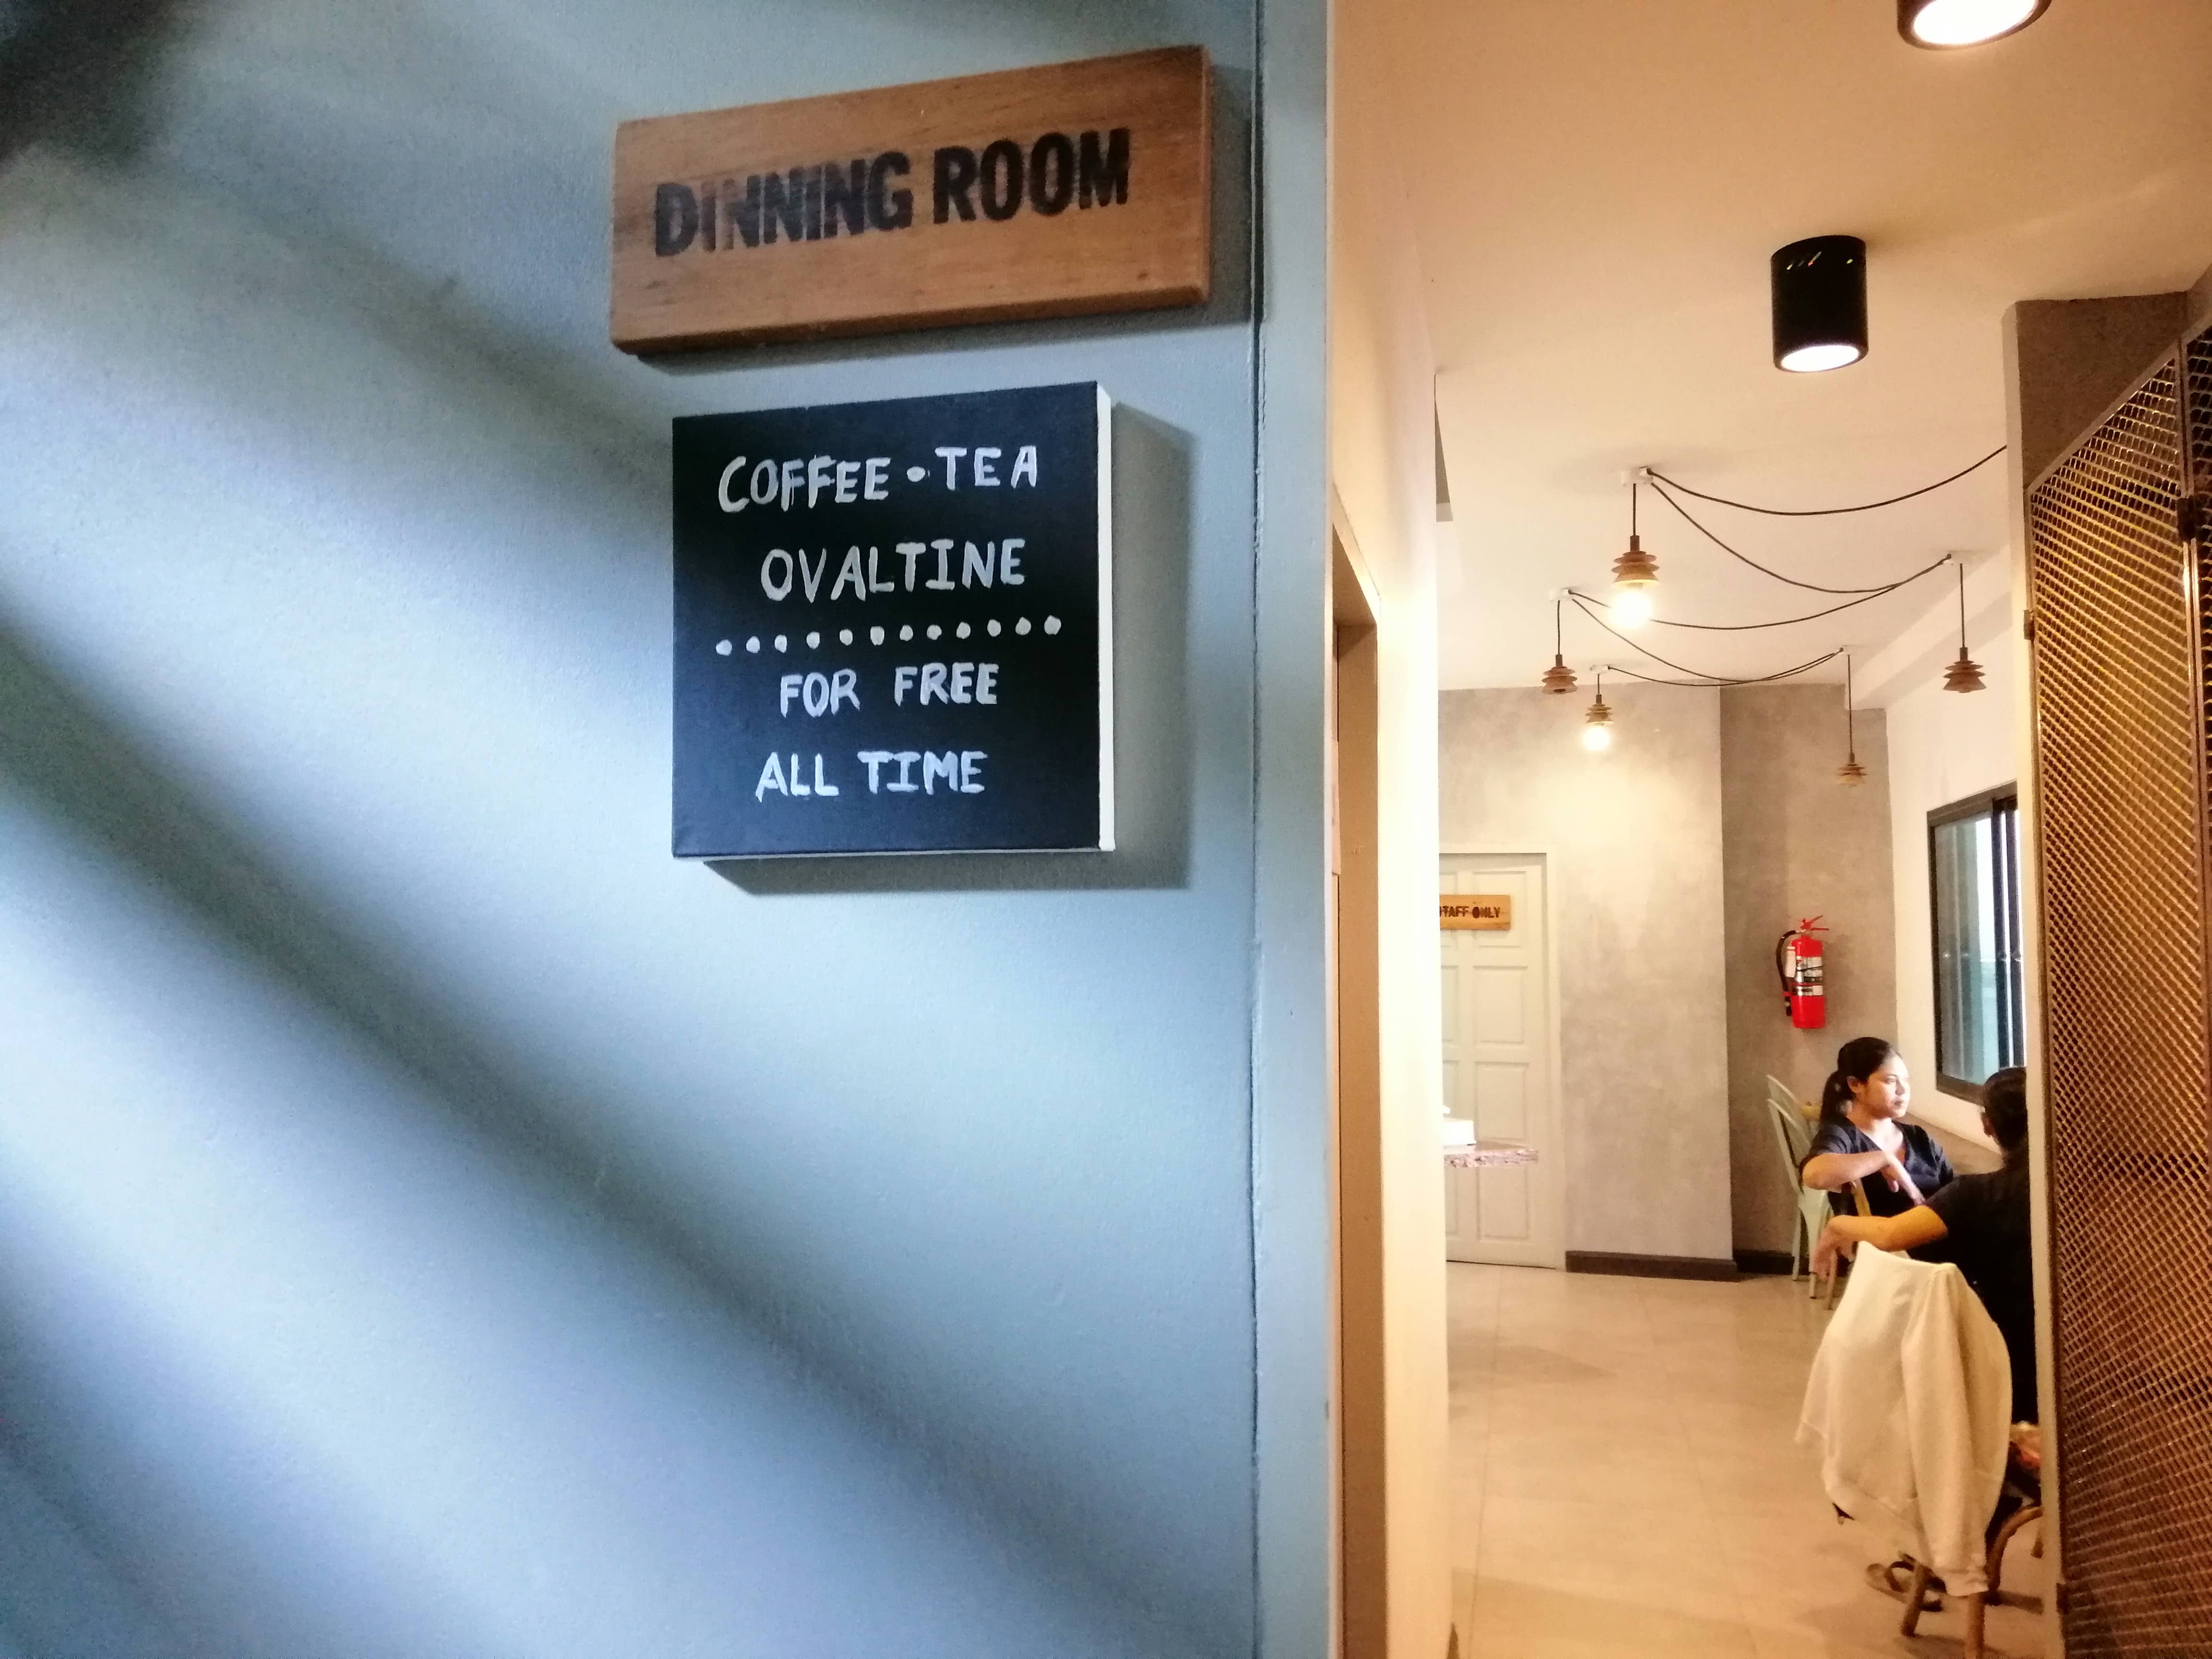 DINNING ROOM
COFFEE • TEA
OVALTINE
FOR FREE
ALL TIME
STAFF ONLY